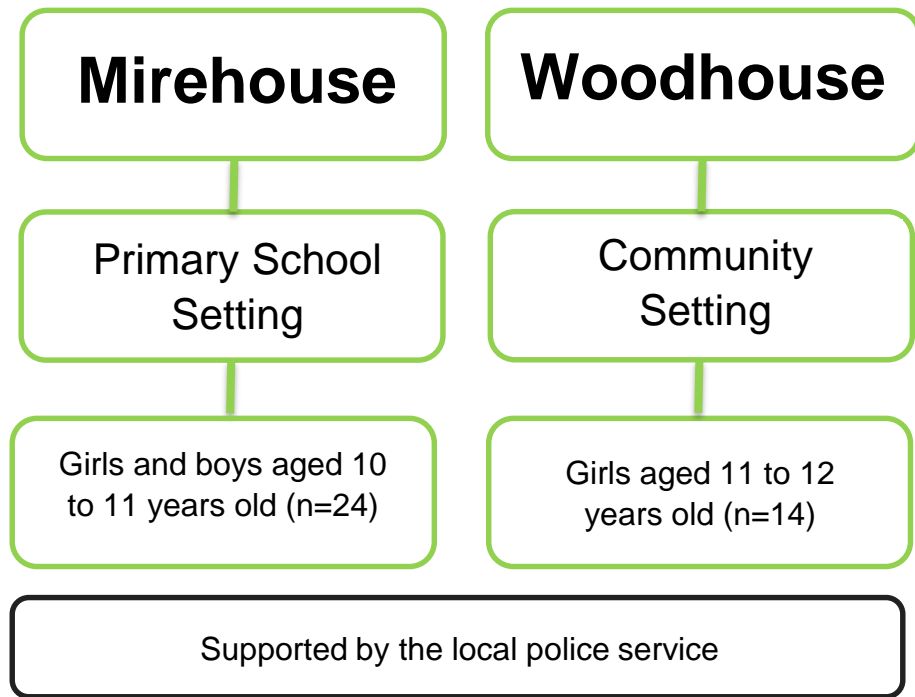 Mirehouse
Primary School
Setting
Girls and boys aged 10
to 11 years old (n=24)
Woodhouse
Community
Setting
Girls aged 11 to 12
years old (n=14)
Supported by the local police service